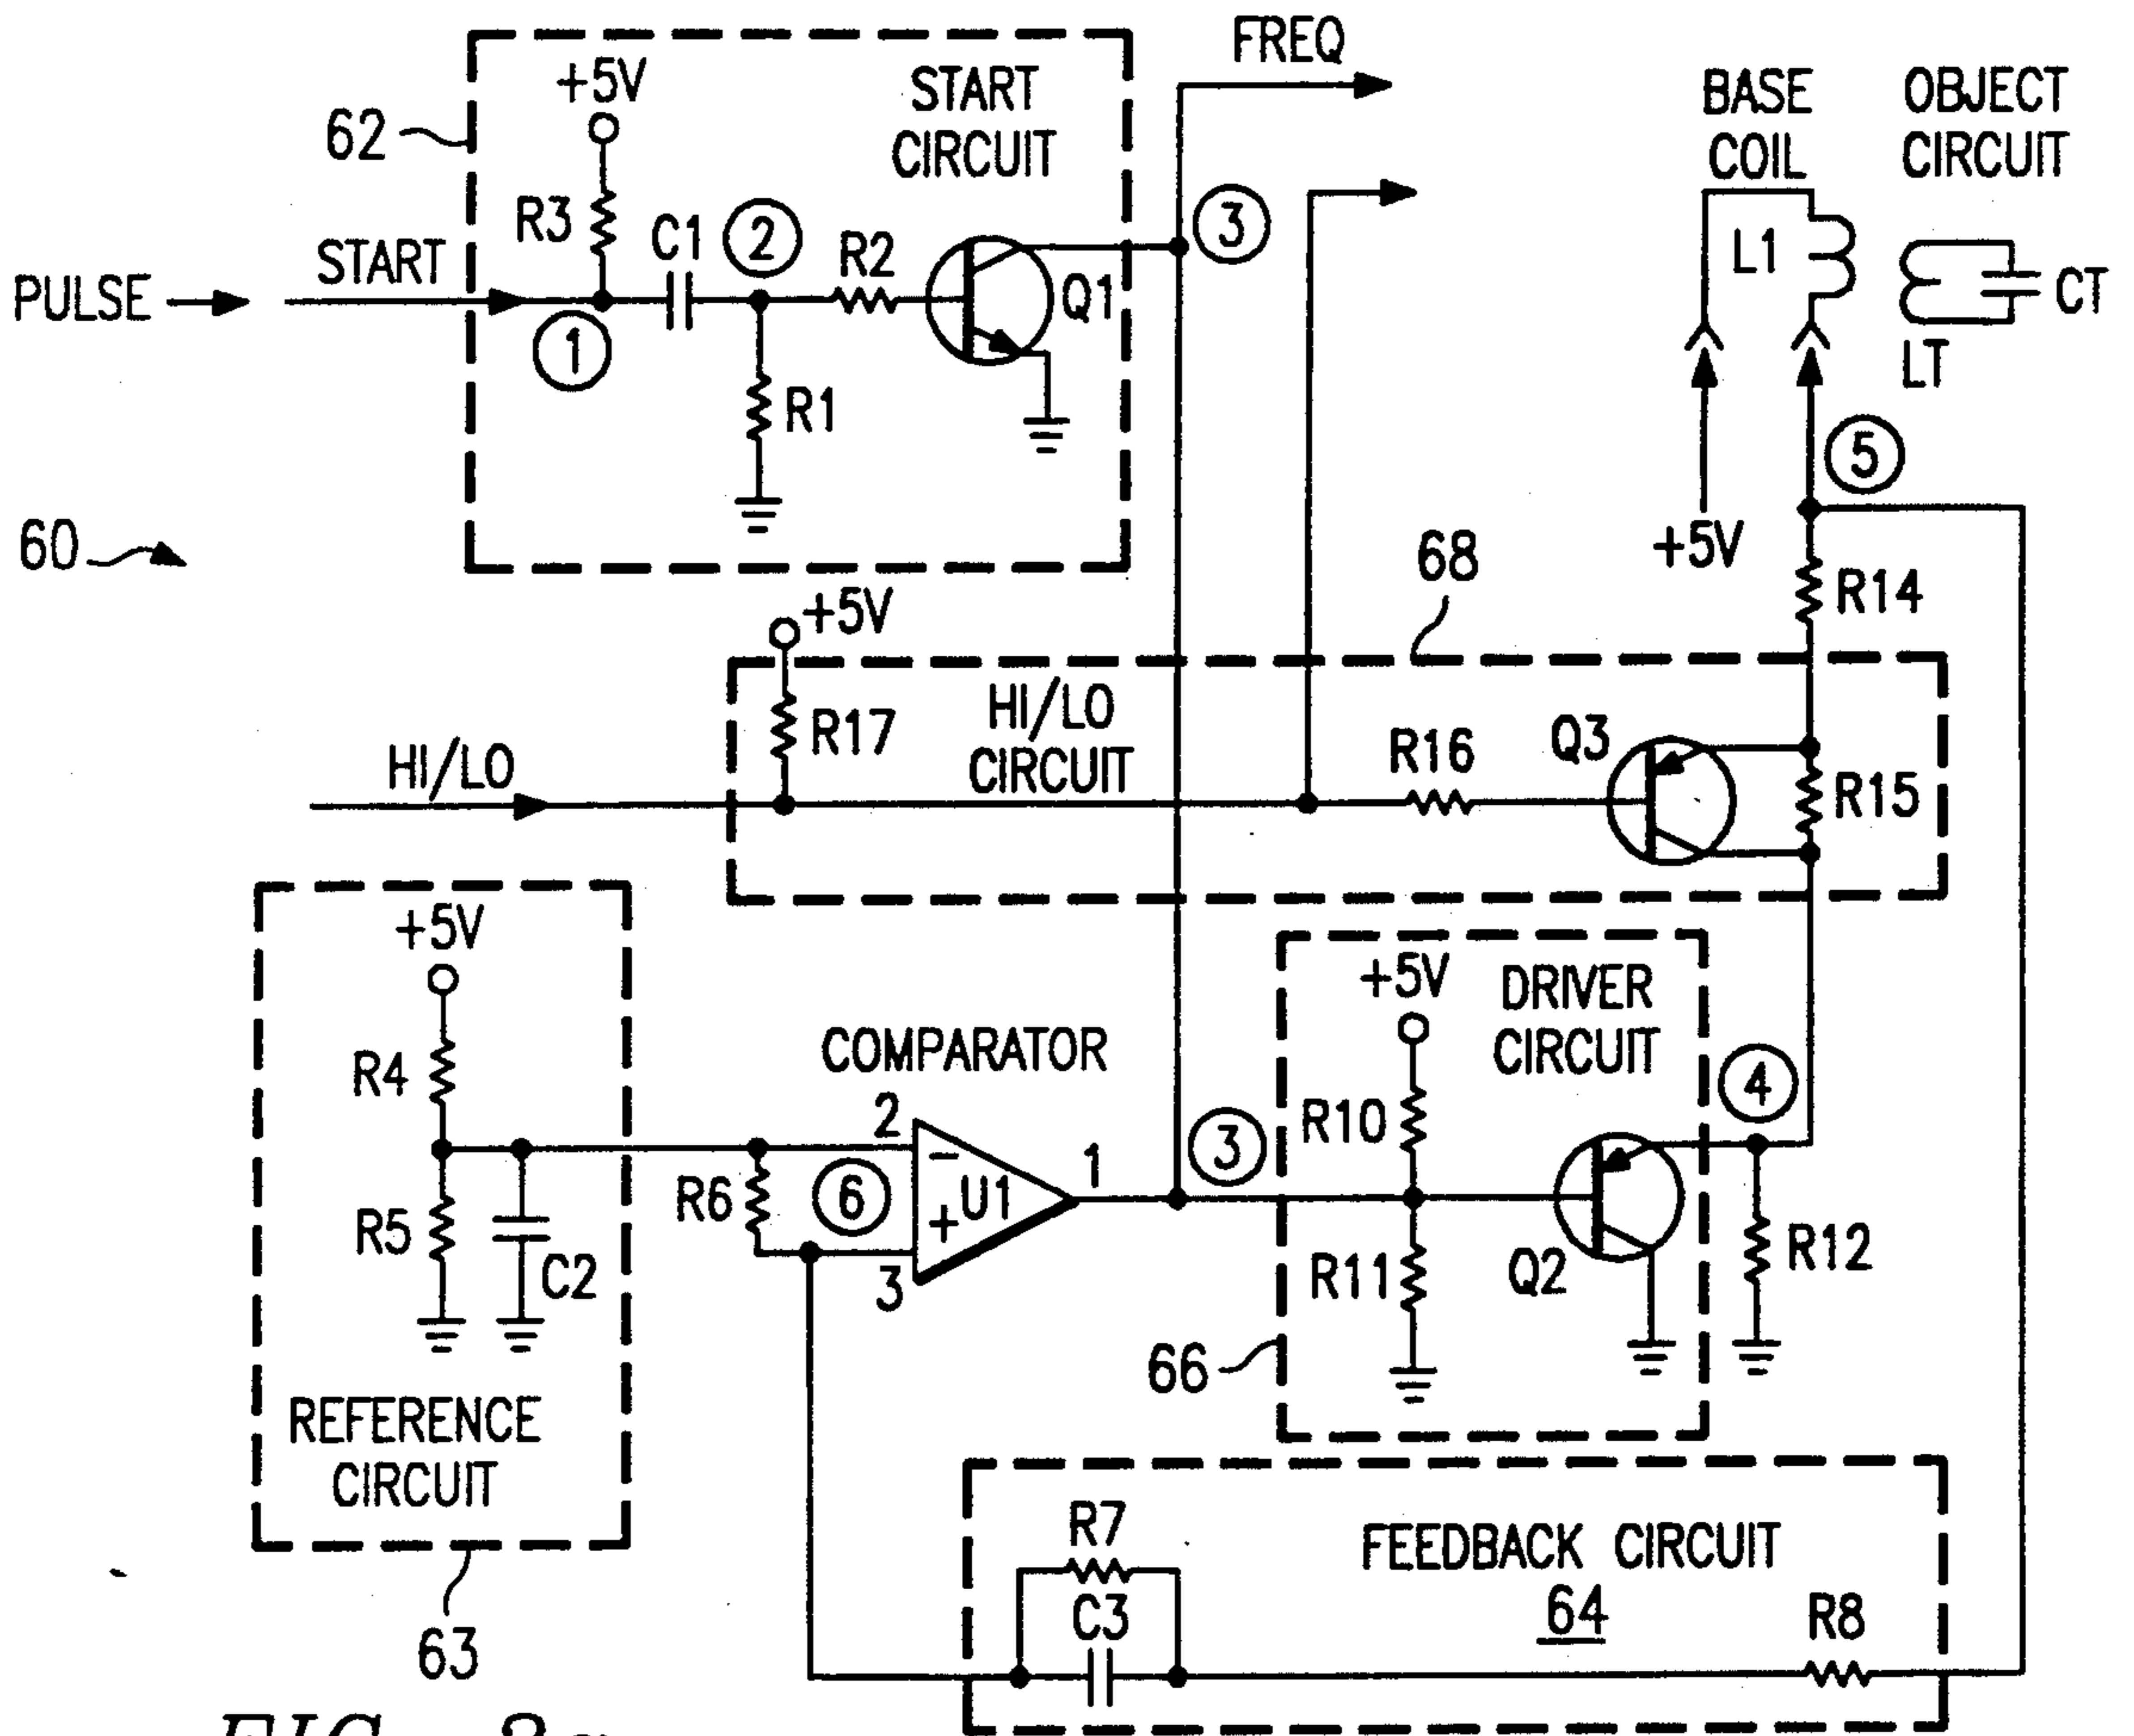 FREQ
+5V
START
CIRCUIT
BASE
COIL
OBJECT
CIRCUIT
62
R3
C1
2
R2
3
L1
START
PULSE
Q1
CT
1
R1
LT
5
60
+5V
68
R14
+5V
HI/LO
CIRCUIT
R17
Q3
R16
HI/LO
R15
+5V
DRIVER
CIRCUIT
+5V
COMPARATOR
R4
2
4
R10
3
1
R6
6
−
U1
+
R5
C2
3
R11
Q2
R12
66
REFERENCE
CIRCUIT
R7
FEEDBACK CIRCUIT
64
C3
R8
63